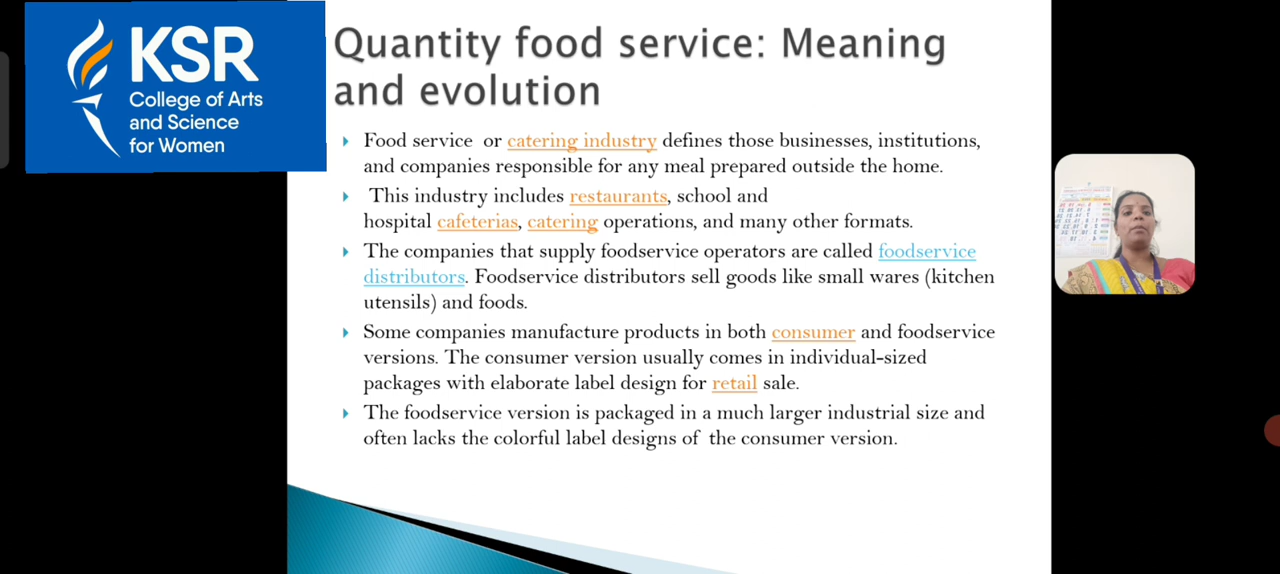 KSR
College of Arts
and Science
for Women
Quantity food service: Meaning
and evolution
Food service or catering industry defines those businesses, institutions,
and companies responsible for any meal prepared outside the home.
This industry includes restaurants, school and
hospital cafeterias, catering operations, and many other formats.
The companies that supply foodservice operators are called foodservice
distributors. Foodservice distributors sell goods like small wares (kitchen
utensils) and foods.
Some companies manufacture products in both consumer and foodservice
versions. The consumer version usually comes in individual-sized
packages with elaborate label design for retail sale.
The foodservice version is packaged in a much larger industrial size and
often lacks the colorful label designs of the consumer version.